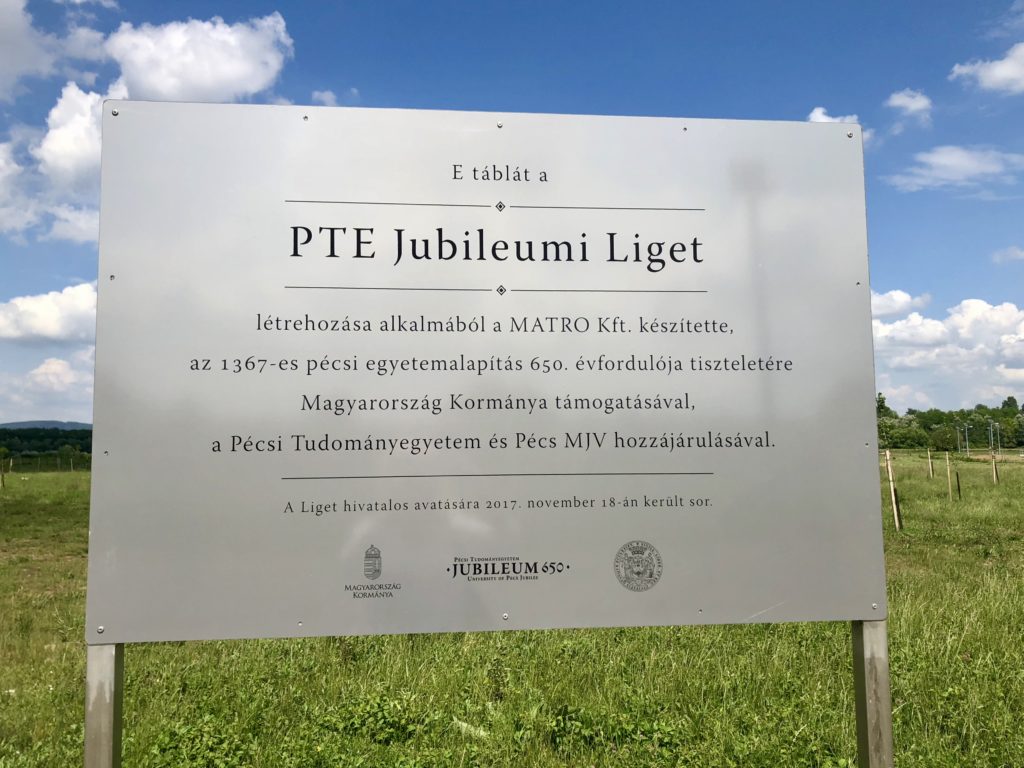 E táblát a
PTE Jubileumi Liget
létrehozása alkalmából a MATRO Kft. készítette,
az 1367-es pécsi egyetemalapítás 650. évfordulója tiszteletére
Magyarország Kormánya támogatásával,
a Pécsi Tudományegyetem és Pécs MJV hozzájárulásával.
A Liget hivatalos avatására 2017. november 18-án került sor.
MAGYARORSZÁG
KORMÁNYA
PÉCSI TUDOMÁNYEGYETEM
·JUBILEUM 650·
UNIVERSITY OF PÉCS JUBILEE